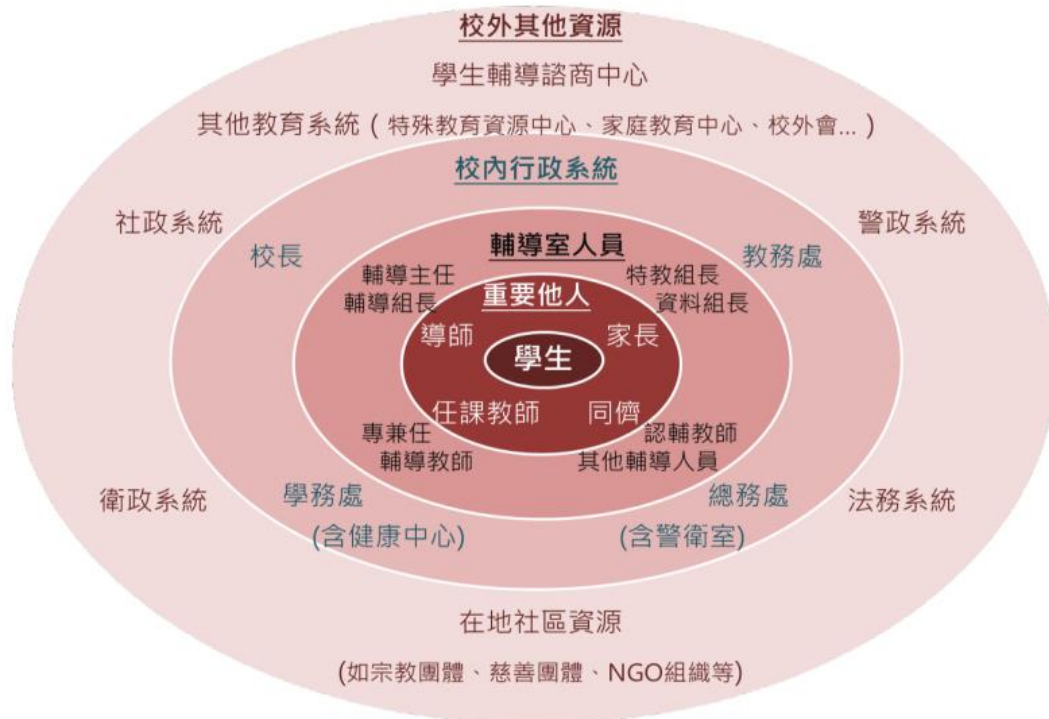 校外其他資源
學生輔導諮商中心
其他教育系統 ( 特殊教育資源中心、家庭教育中心、校外會... )
校內行政系統
社政系統
警政系統
校長
教務處
輔導室人員
輔導主任
輔導組長
特教組長
資料組長
重要他人
導師
家長
學生
任課教師
同儕
專兼任
輔導教師
認輔教師
其他輔導人員
衛政系統
學務處
(含健康中心)
總務處
(含警衛室)
法務系統
在地社區資源
(如宗教團體、慈善團體、NGO組織等)